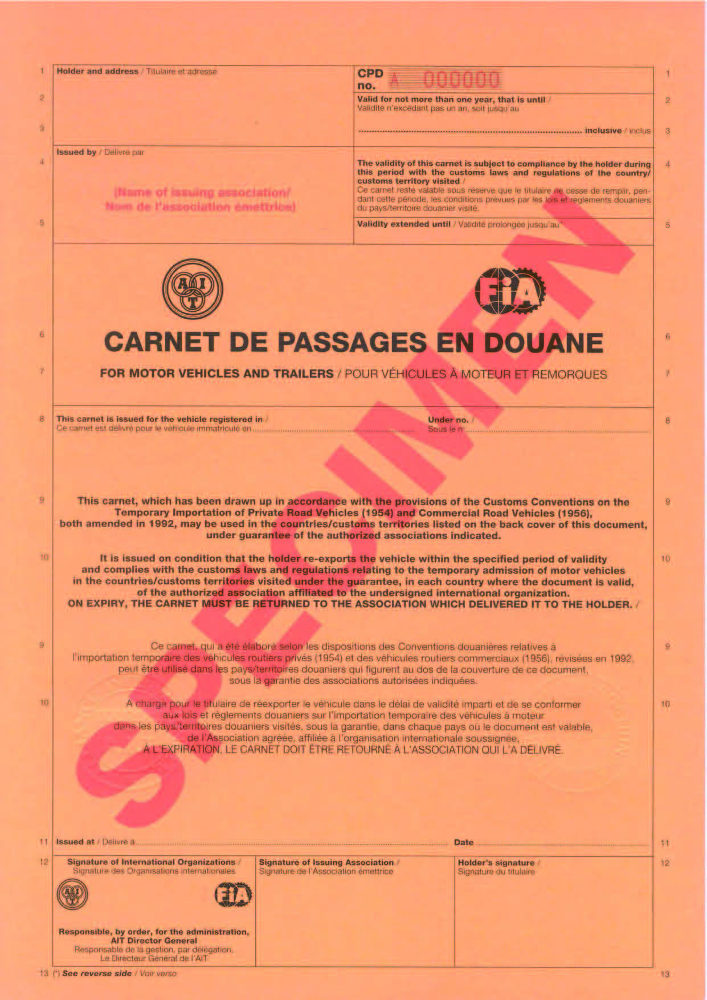 1 Holder and address / Titulaire et adresse
CPD no. A 000000 1
2 Valid for not more than one year, that is until / 2
Validité n'excédant pas un an, soit jusqu'au
3 inclusive / inclus 3
Issued by / Délivré par
4 The validity of this carnet is subject to compliance by the holder during 4
this period with the customs laws and regulations of the country/
customs territory visited /
Ce carnet reste valable sous réserve que le titulaire ne cesse de remplir, pen-
dant cette période, les conditions prévues par les lois et règlements douaniers
du pays/territoire douanier visité.
(Name of issuing association/
Nom de l'association émettrice)
5 Validity extended until / Validité prolongée jusqu'au* 5
AIT
FiA
6 CARNET DE PASSAGES EN DOUANE 6
7 FOR MOTOR VEHICLES AND TRAILERS / POUR VÉHICULES À MOTEUR ET REMORQUES 7
8 This carnet is issued for the vehicle registered in / Under no. / 8
Ce carnet est délivré pour le véhicule immatriculé en Sous le n°
9 This carnet, which has been drawn up in accordance with the provisions of the Customs Conventions on the 9
Temporary Importation of Private Road Vehicles (1954) and Commercial Road Vehicles (1956),
both amended in 1992, may be used in the countries/customs territories listed on the back cover of this document,
under guarantee of the authorized associations indicated.
10 It is issued on condition that the holder re-exports the vehicle within the specified period of validity 10
and complies with the customs laws and regulations relating to the temporary admission of motor vehicles
in the countries/customs territories visited under the guarantee, in each country where the document is valid,
of the authorized association affiliated to the undersigned international organization.
ON EXPIRY, THE CARNET MUST BE RETURNED TO THE ASSOCIATION WHICH DELIVERED IT TO THE HOLDER. /
9 Ce carnet, qui a été élaboré selon les dispositions des Conventions douanières relatives à 9
l'importation temporaire des véhicules routiers privés (1954) et des véhicules routiers commerciaux (1956), révisées en 1992,
peut être utilisé dans les pays/territoires douaniers qui figurent au dos de la couverture de ce document,
sous la garantie des associations autorisées indiquées.
10 A charge pour le titulaire de réexporter le véhicule dans le délai de validité imparti et de se conformer 10
aux lois et règlements douaniers sur l'importation temporaire des véhicules à moteur
dans les pays/territoires douaniers visités, sous la garantie, dans chaque pays où le document est valable,
de l'Association agréée, affiliée à l'organisation internationale soussignée.
À L'EXPIRATION, LE CARNET DOIT ÊTRE RETOURNÉ À L'ASSOCIATION QUI L'A DÉLIVRÉ.
SPECIMEN
11 Issued at / Délivré à Date 11
12 Signature of International Organizations / Signature of Issuing Association / Holder's signature / 12
Signature des Organisations internationales Signature de l'Association émettrice Signature du titulaire
AIT FiA
Responsible, by order, for the administration,
AIT Director General
Responsable de la gestion, par délégation,
Le Directeur Général de l'AIT
13 (*) See reverse side / Voir verso 13